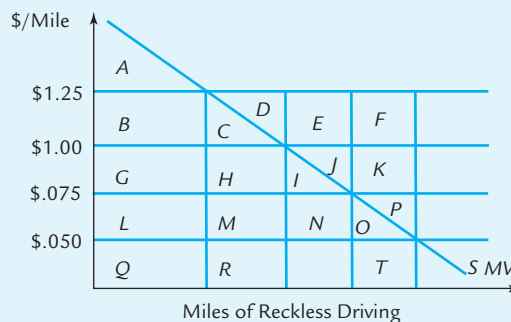 $/Mile
A
$1.25
D
B C E F
$1.00
G H I J K
$.075
L M N O P
$.050
Q R T S MV
Miles of Reckless Driving